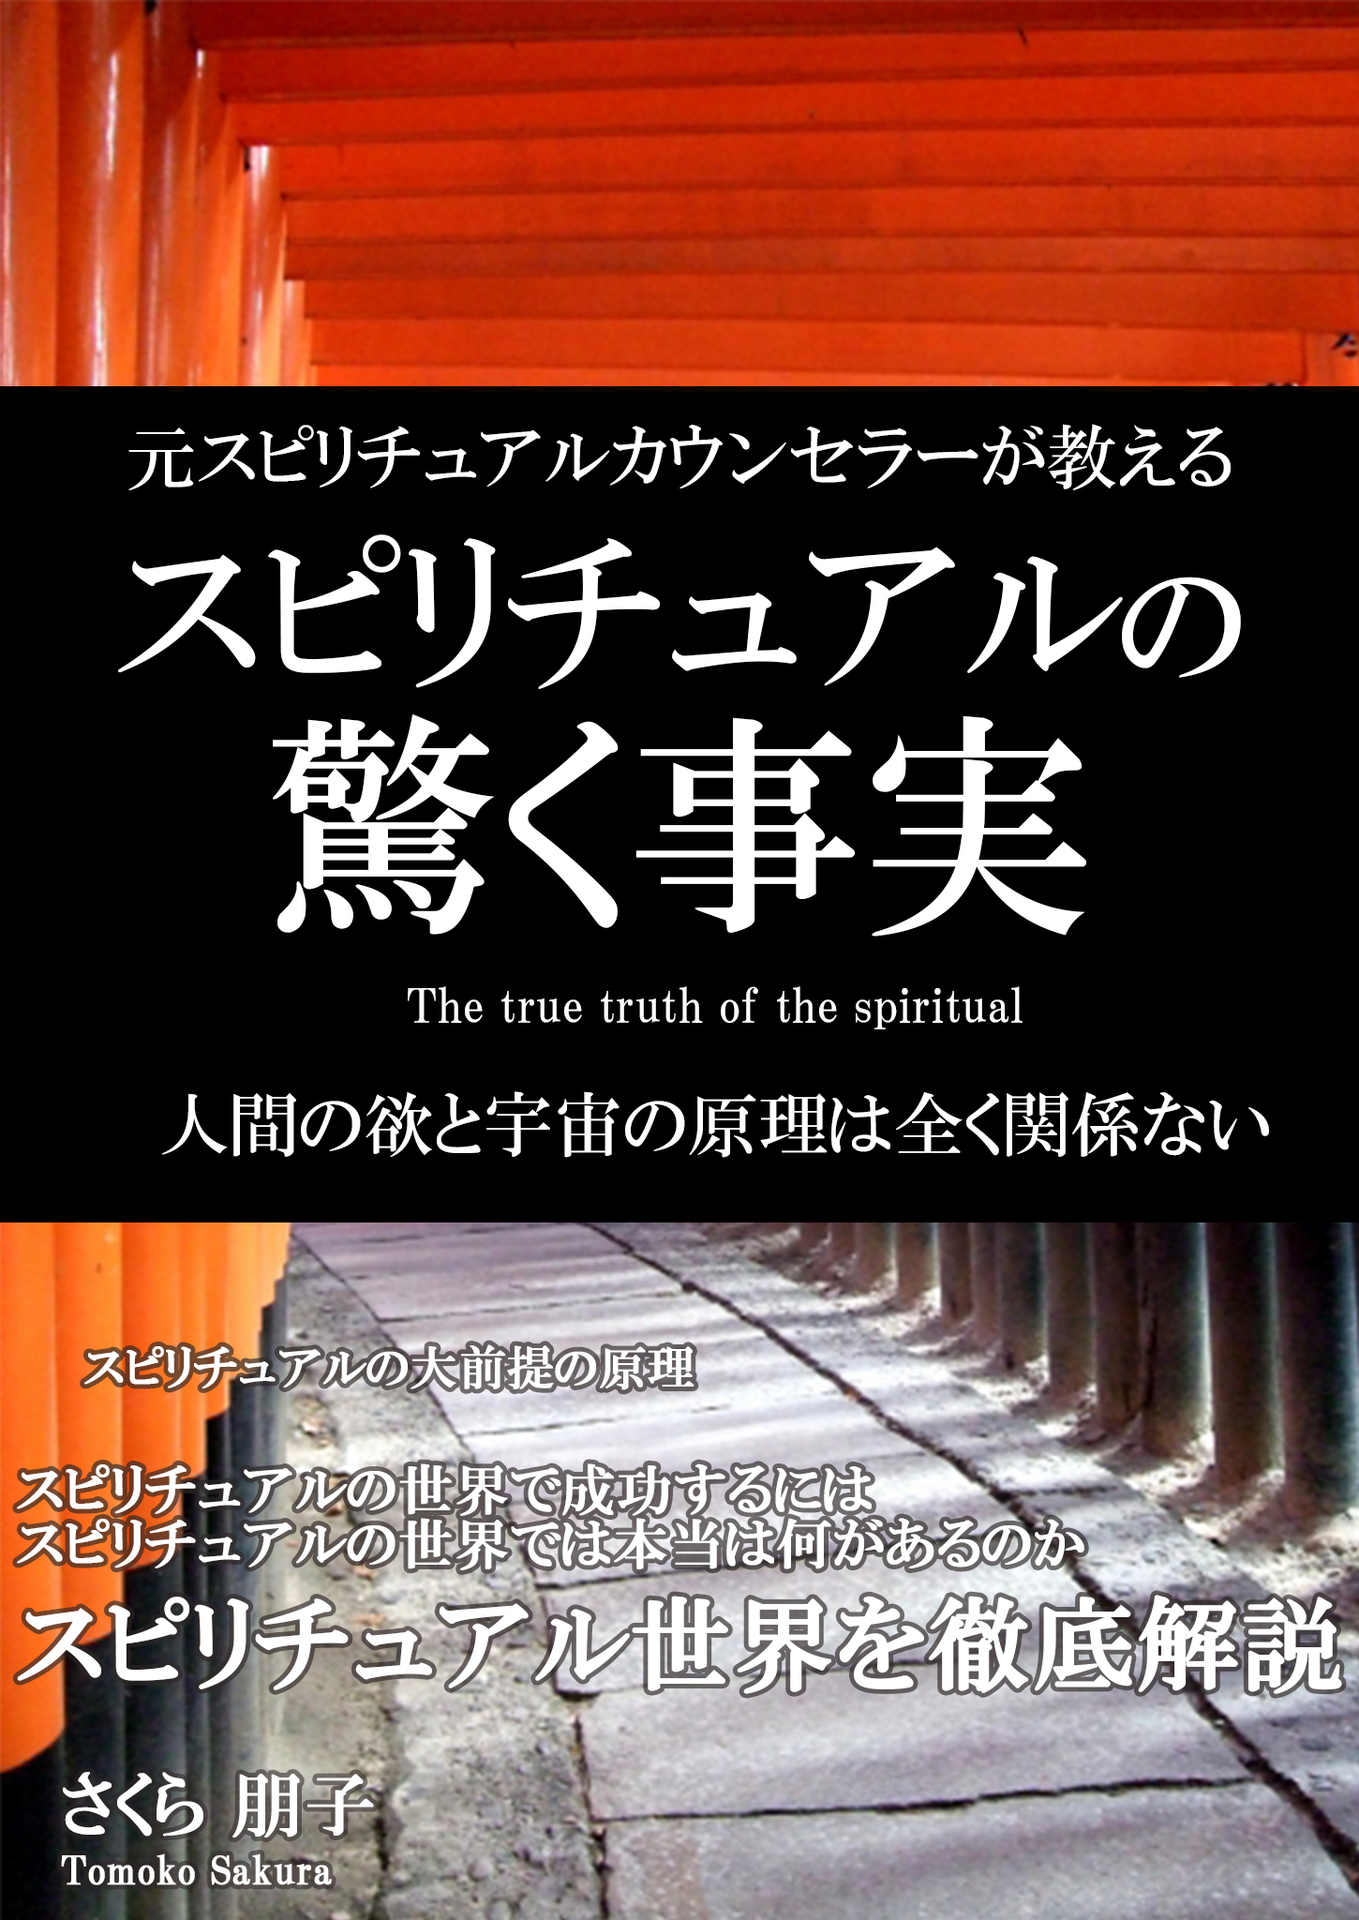 元スピリチュアルカウンセラーが教える
スピリチュアルの
驚く事実
The true truth of the spiritual
人間の欲と宇宙の原理は全く関係ない
スピリチュアルの大前提の原理
スピリチュアルの世界で成功するには
スピリチュアルの世界では本当は何があるのか
スピリチュアル世界を徹底解説
さくら 朋子
Tomoko Sakura